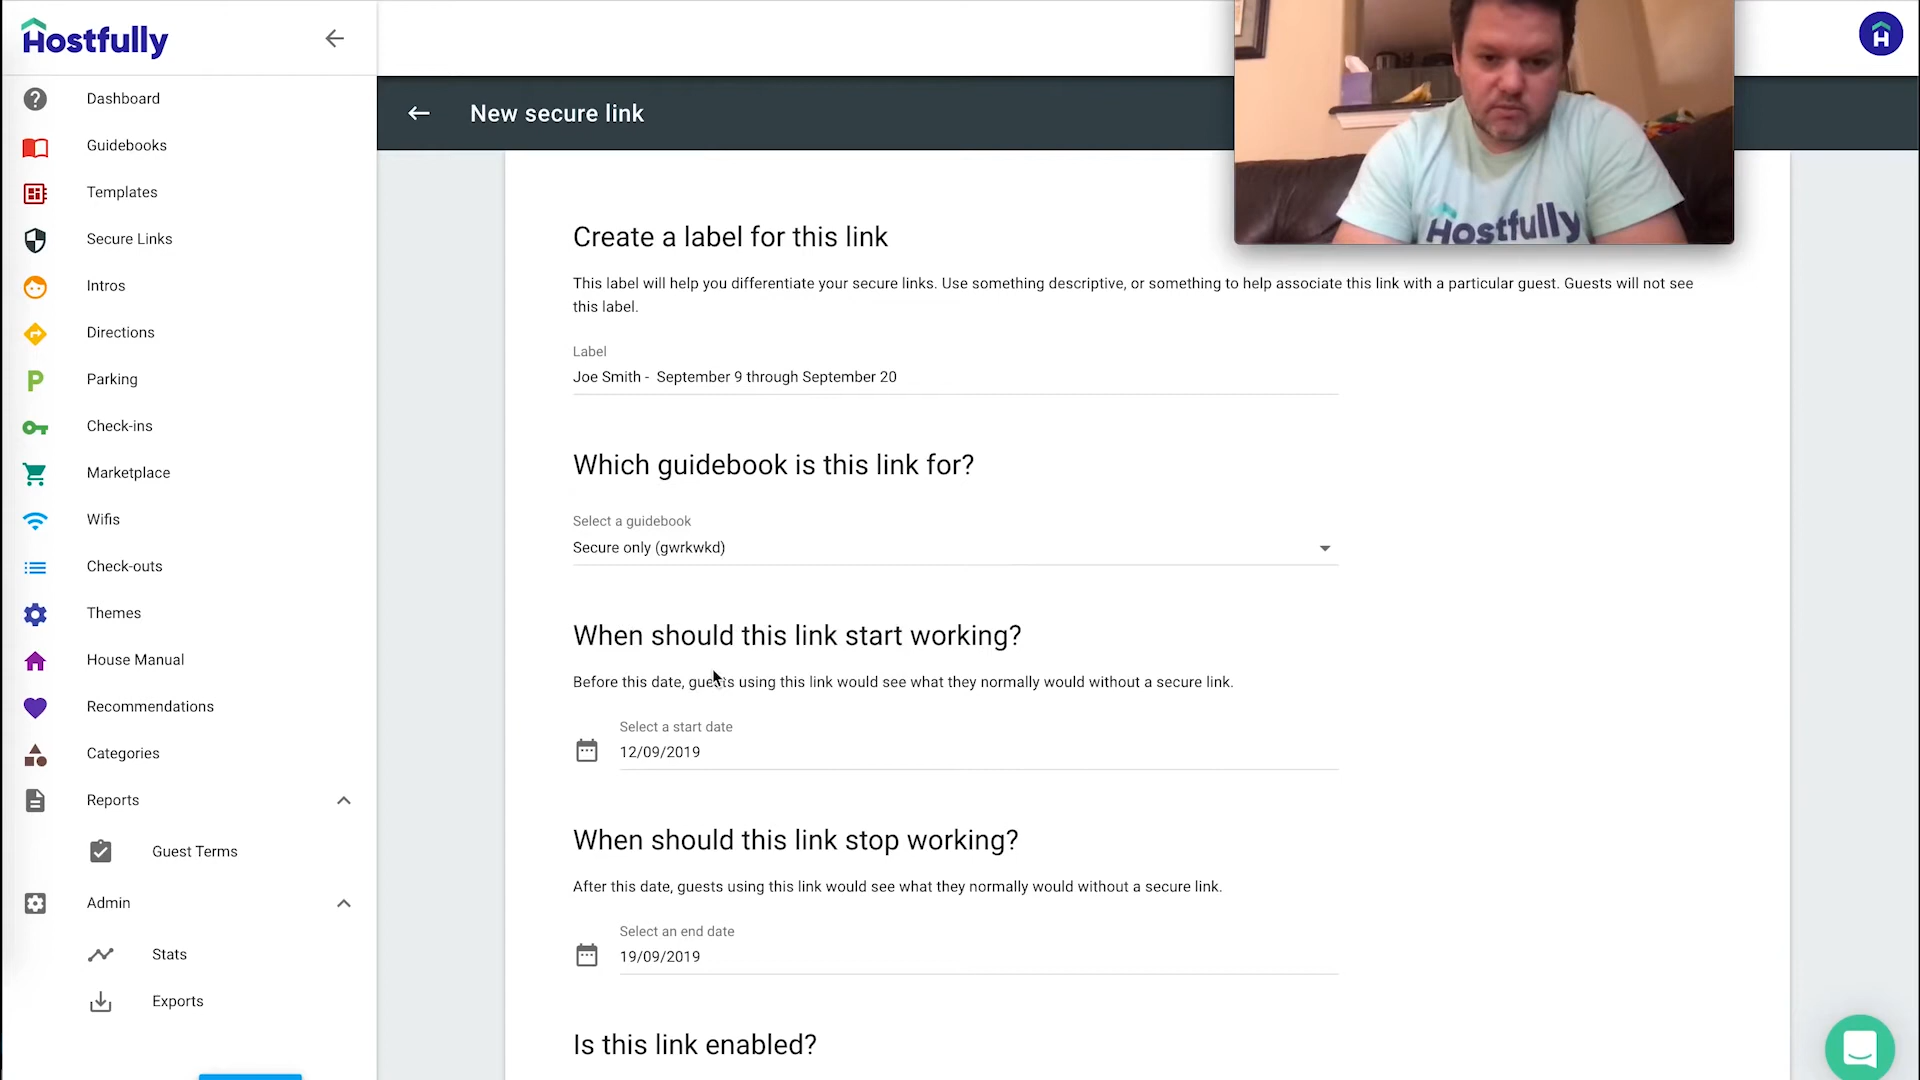 Hostfully
Dashboard
Guidebooks
Templates
Secure Links
Intros
Directions
Parking
Check-ins
Marketplace
Wifis
Check-outs
Themes
House Manual
Recommendations
Categories
Reports
Guest Terms
Admin
Stats
Exports
New secure link
Create a label for this link
This label will help you differentiate your secure links. Use something descriptive, or something to help associate this link with a particular guest. Guests will not see
this label.
Label
Joe Smith - September 9 through September 20
Which guidebook is this link for?
Select a guidebook
Secure only (gwrkwkd)
When should this link start working?
Before this date, guests using this link would see what they normally would without a secure link.
Select a start date
12/09/2019
When should this link stop working?
After this date, guests using this link would see what they normally would without a secure link.
Select an end date
19/09/2019
Is this link enabled?
Hostfully
H